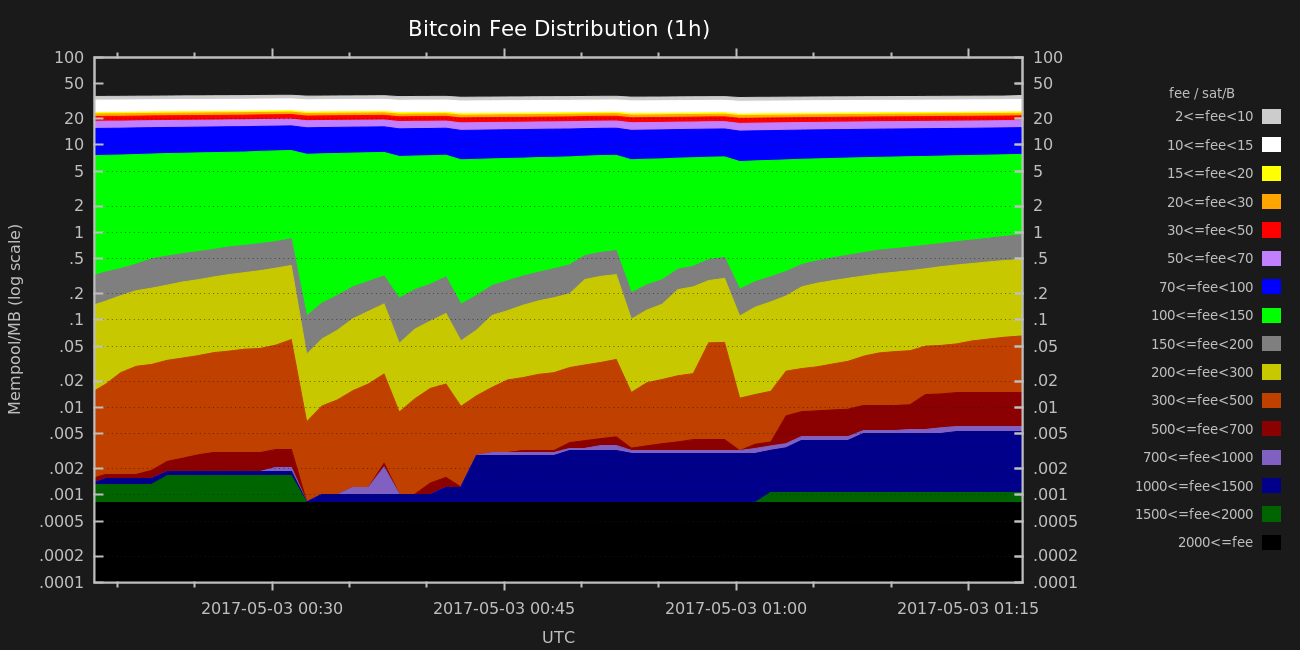 Bitcoin Fee Distribution (1h)
100
50
20
10
5
2
1
.5
.2
.1
.05
.02
.01
.005
.002
.001
.0005
.0002
.0001
Mempool/MB (log scale)
100
50
20
10
5
2
1
.5
.2
.1
.05
.02
.01
.005
.002
.001
.0005
.0002
.0001
2017-05-03 00:30 2017-05-03 00:45 2017-05-03 01:00 2017-05-03 01:15
UTC
fee / sat/B
2<=fee<10
10<=fee<15
15<=fee<20
20<=fee<30
30<=fee<50
50<=fee<70
70<=fee<100
100<=fee<150
150<=fee<200
200<=fee<300
300<=fee<500
500<=fee<700
700<=fee<1000
1000<=fee<1500
1500<=fee<2000
2000<=fee